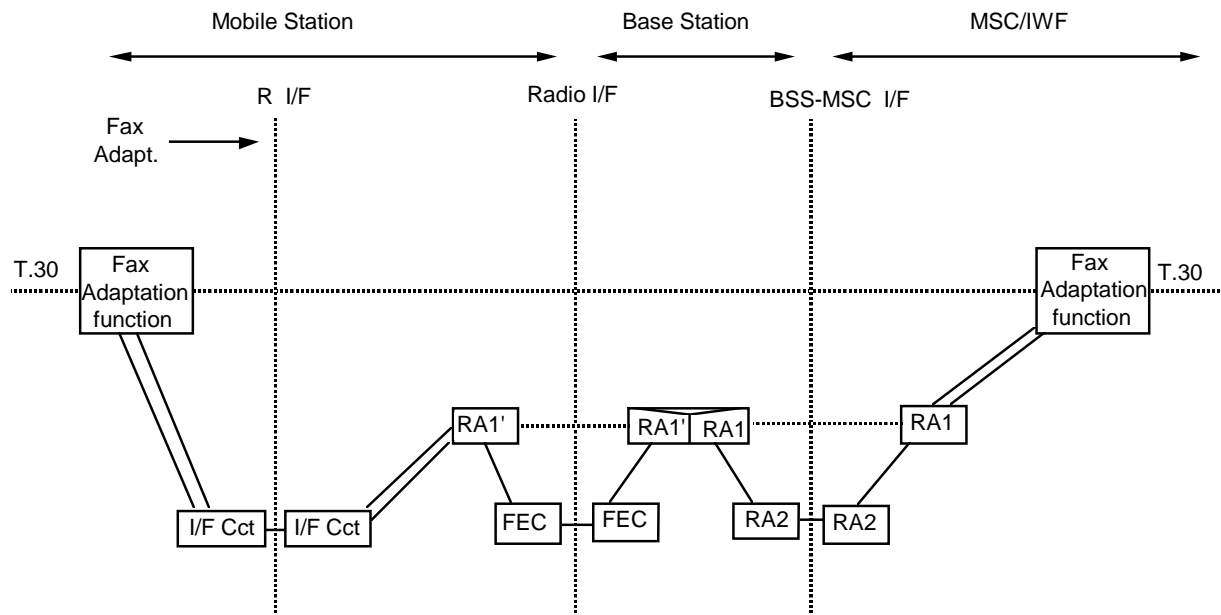 Mobile Station
Base Station
MSC/IWF
R I/F
Radio I/F
BSS-MSC I/F
Fax
Adapt.
T.30
Fax
Adaptation
function
Fax
Adaptation
function
T.30
RA1'
RA1'
RA1
RA1
I/F Cct
I/F Cct
FEC
FEC
RA2
RA2